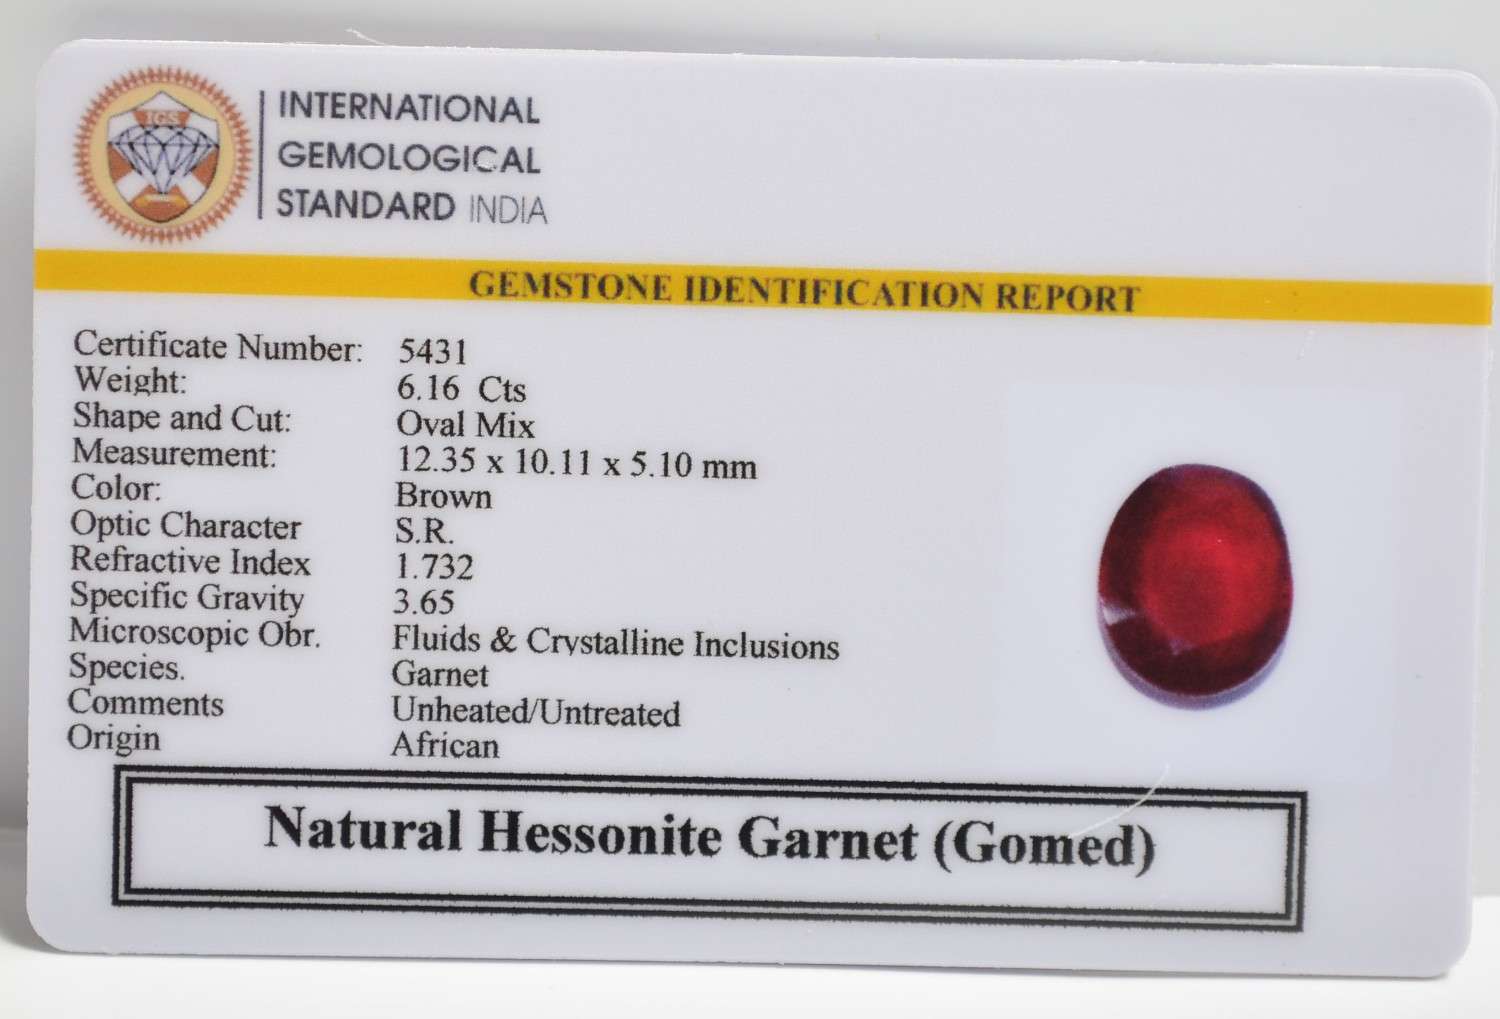 IGS
INTERNATIONAL
GEMOLOGICAL
STANDARD INDIA
GEMSTONE IDENTIFICATION REPORT
Certificate Number: 5431
Weight: 6.16 Cts
Shape and Cut: Oval Mix
Measurement: 12.35 x 10.11 x 5.10 mm
Color: Brown
Optic Character S.R.
Refractive Index 1.732
Specific Gravity 3.65
Microscopic Obr. Fluids & Crystalline Inclusions
Species. Garnet
Comments Unheated/Untreated
Origin African
Natural Hessonite Garnet (Gomed)